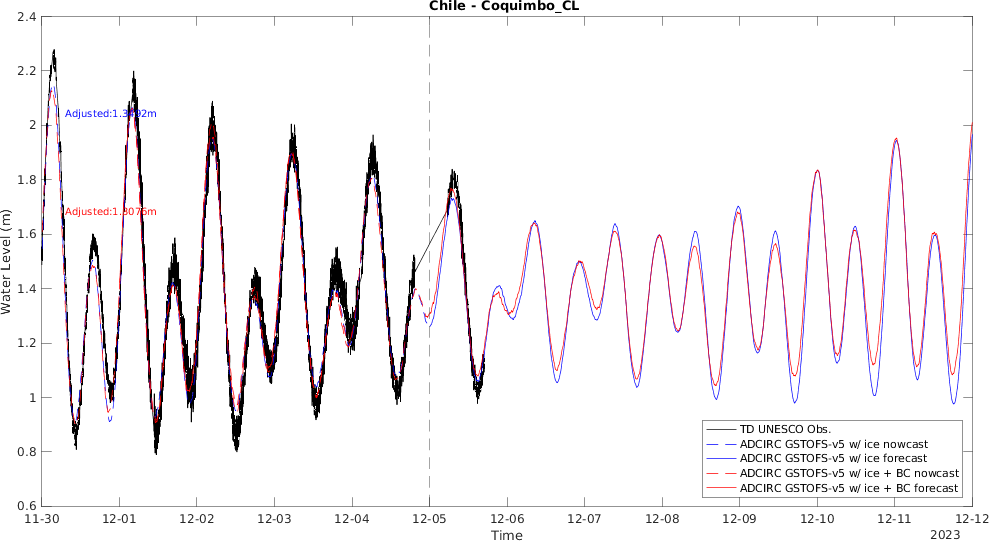 Chile - Coquimbo_CL
2.4
2.2
2
1.8
1.6
1.4
1.2
1
0.8
0.6
Water Level (m)
Adjusted:1.3492m
Adjusted:1.8075m
TD UNESCO Obs.
ADCIRC GSTOFS-v5 w/ ice nowcast
ADCIRC GSTOFS-v5 w/ ice forecast
ADCIRC GSTOFS-v5 w/ ice + BC nowcast
ADCIRC GSTOFS-v5 w/ ice + BC forecast
11-30 12-01 12-02 12-03 12-04 12-05 12-06 12-07 12-08 12-09 12-10 12-11 12-12
Time
2023